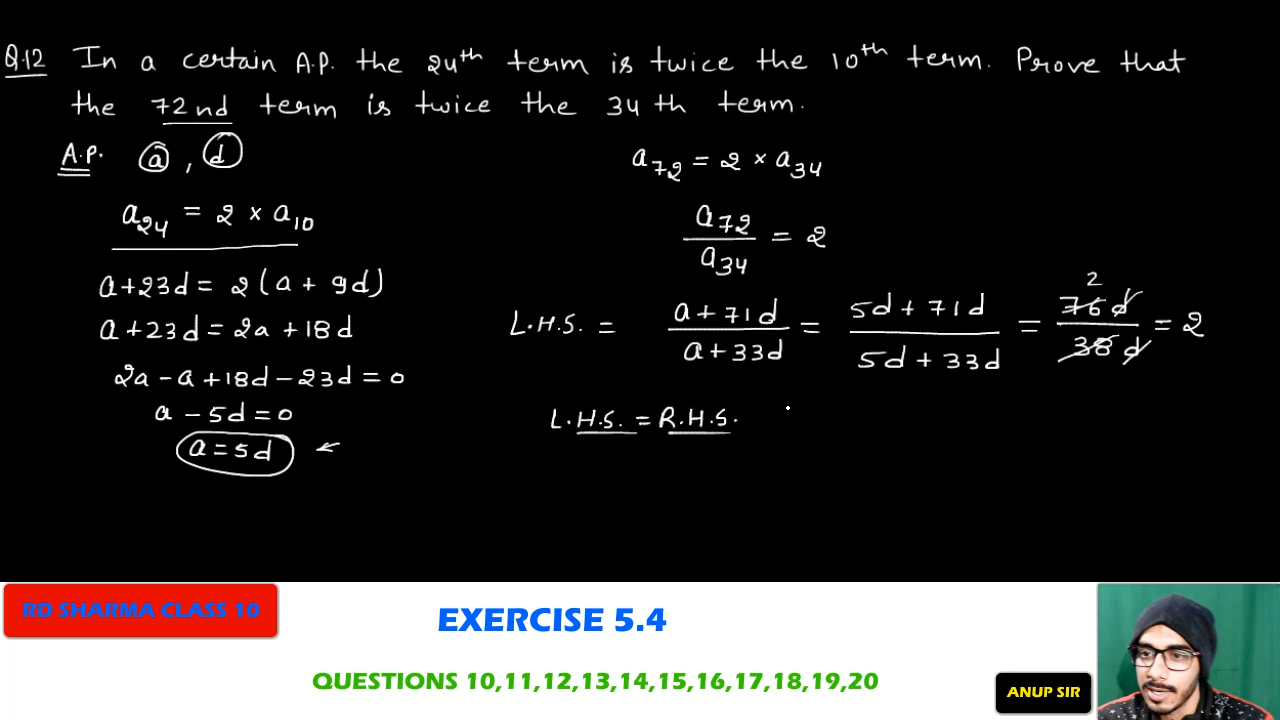 Q.12 In a certain A.P. the 24th term is twice the 10th term. Prove that
the 72nd term is twice the 34th term.
A.P. a , d
a24 = 2 × a10
a+23d = 2(a + 9d)
a+23d = 2a +18d
2a - a +18d - 23d = 0
a - 5d = 0
a = 5d ←
a72 = 2 × a34
a72/a34 = 2
L.H.S. = (a + 71d)/(a + 33d) = (5d + 71d)/(5d + 33d) = 76d/38d 2 = 2
L.H.S. = R.H.S.
RD SHARMA CLASS 10
EXERCISE 5.4
QUESTIONS 10,11,12,13,14,15,16,17,18,19,20
ANUP SIR